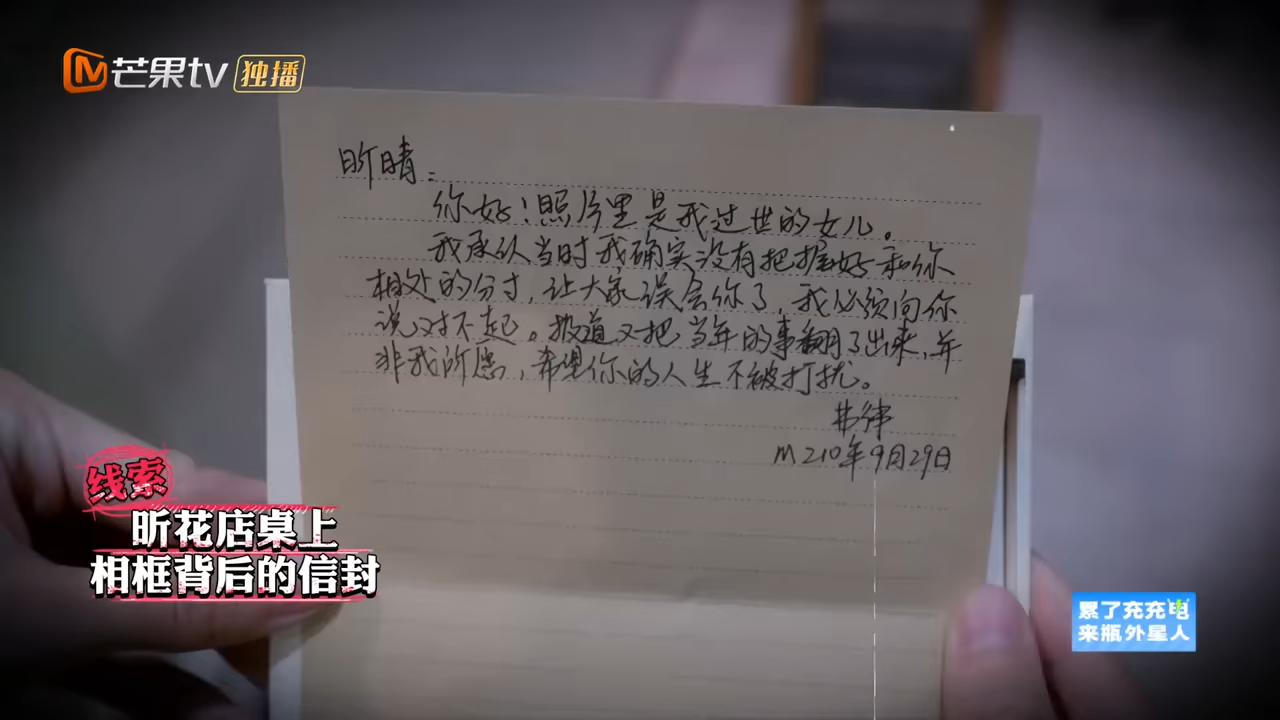 芒果tv 独播
昕晴：
你好！照片里是我过世的女儿。
我承认当时我确实没有把握好和你
相处的分寸，让大家误会你了，我必须向你
说对不起。报道又把当年的事翻了出来，并
非我所愿，希望你的人生不被打扰。
M210年9月29日
线索
昕花店桌上
相框背后的信封
累了充充电
来瓶外星人